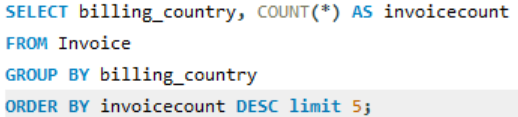 SELECT billing_country, COUNT(*) AS invoicecount
FROM Invoice
GROUP BY billing_country
ORDER BY invoicecount DESC limit 5;